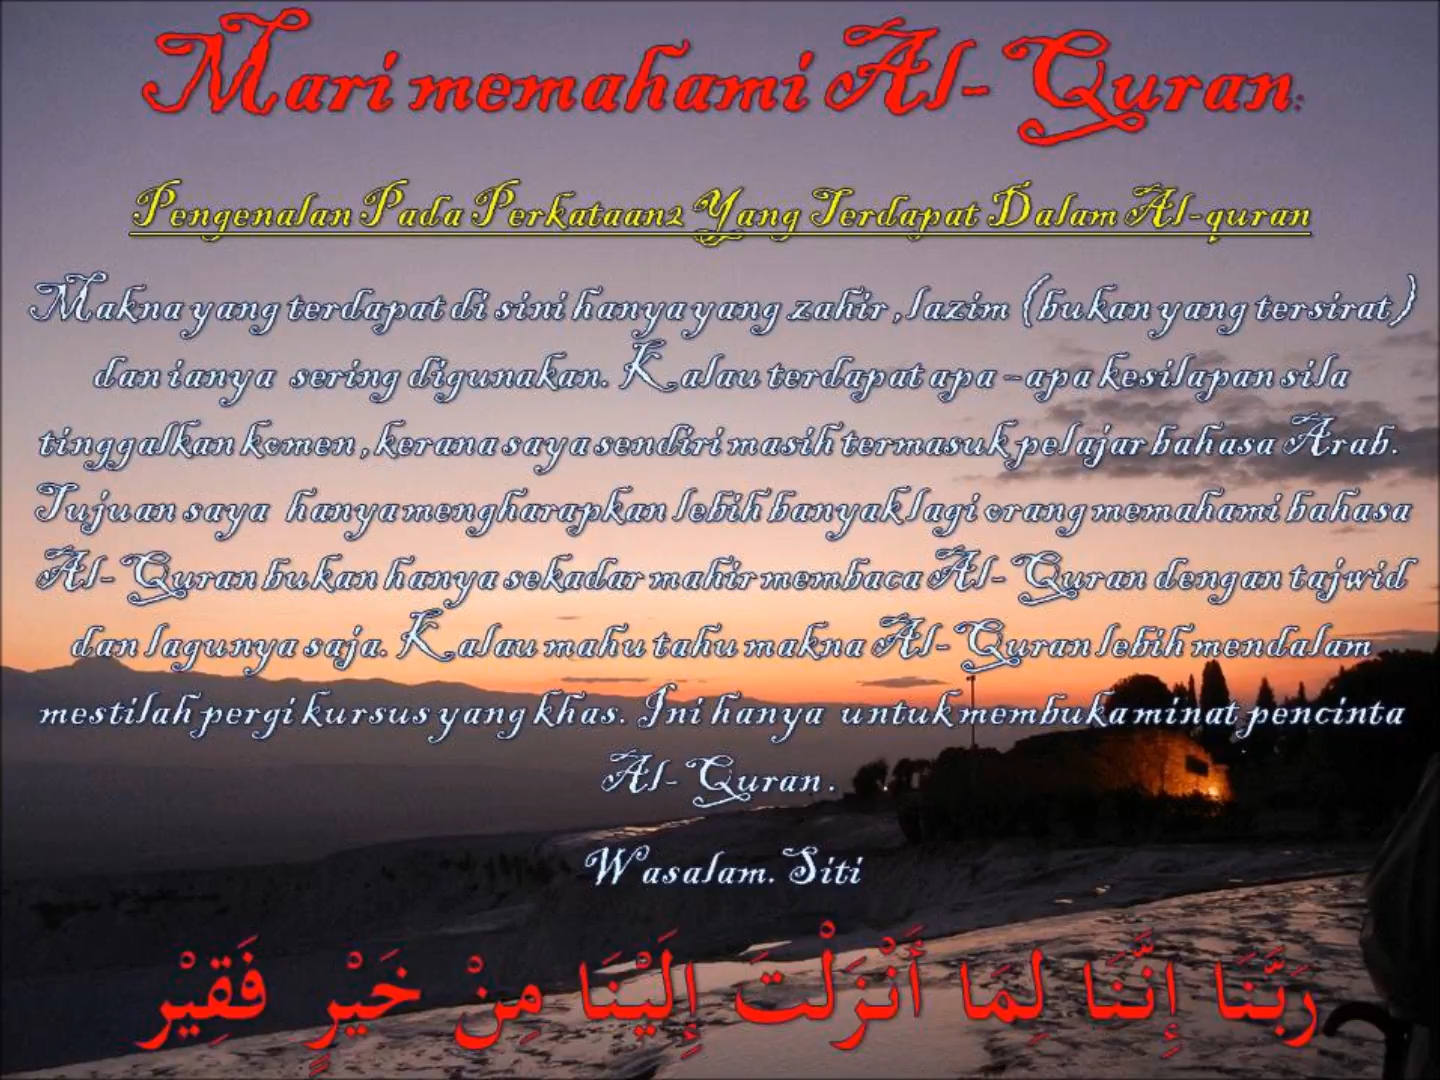 Mari memahami Al-Quran:
Pengenalan Pada Perkataan2 Yang Terdapat Dalam Al-quran
Makna yang terdapat di sini hanya yang zahir, lazim (bukan yang tersirat)
dan ianya sering digunakan. Kalau terdapat apa-apa kesilapan sila
tinggalkan komen, kerana saya sendiri masih termasuk pelajar bahasa Arab.
Tujuan saya hanya mengharapkan lebih banyak lagi orang memahami bahasa
Al-Quran bukan hanya sekadar mahir membaca Al-Quran dengan tajwid
dan lagunya saja. Kalau mahu tahu makna Al-Quran lebih mendalam
mestilah pergi kursus yang khas. Ini hanya untuk membuka minat pencinta
Al-Quran.
Wasalam. Siti
رَبَّنَا إِنَّنَا لِمَا أَنْزَلْتَ إِلَيْنَا مِنْ خَيْرٍ فَقِيْر